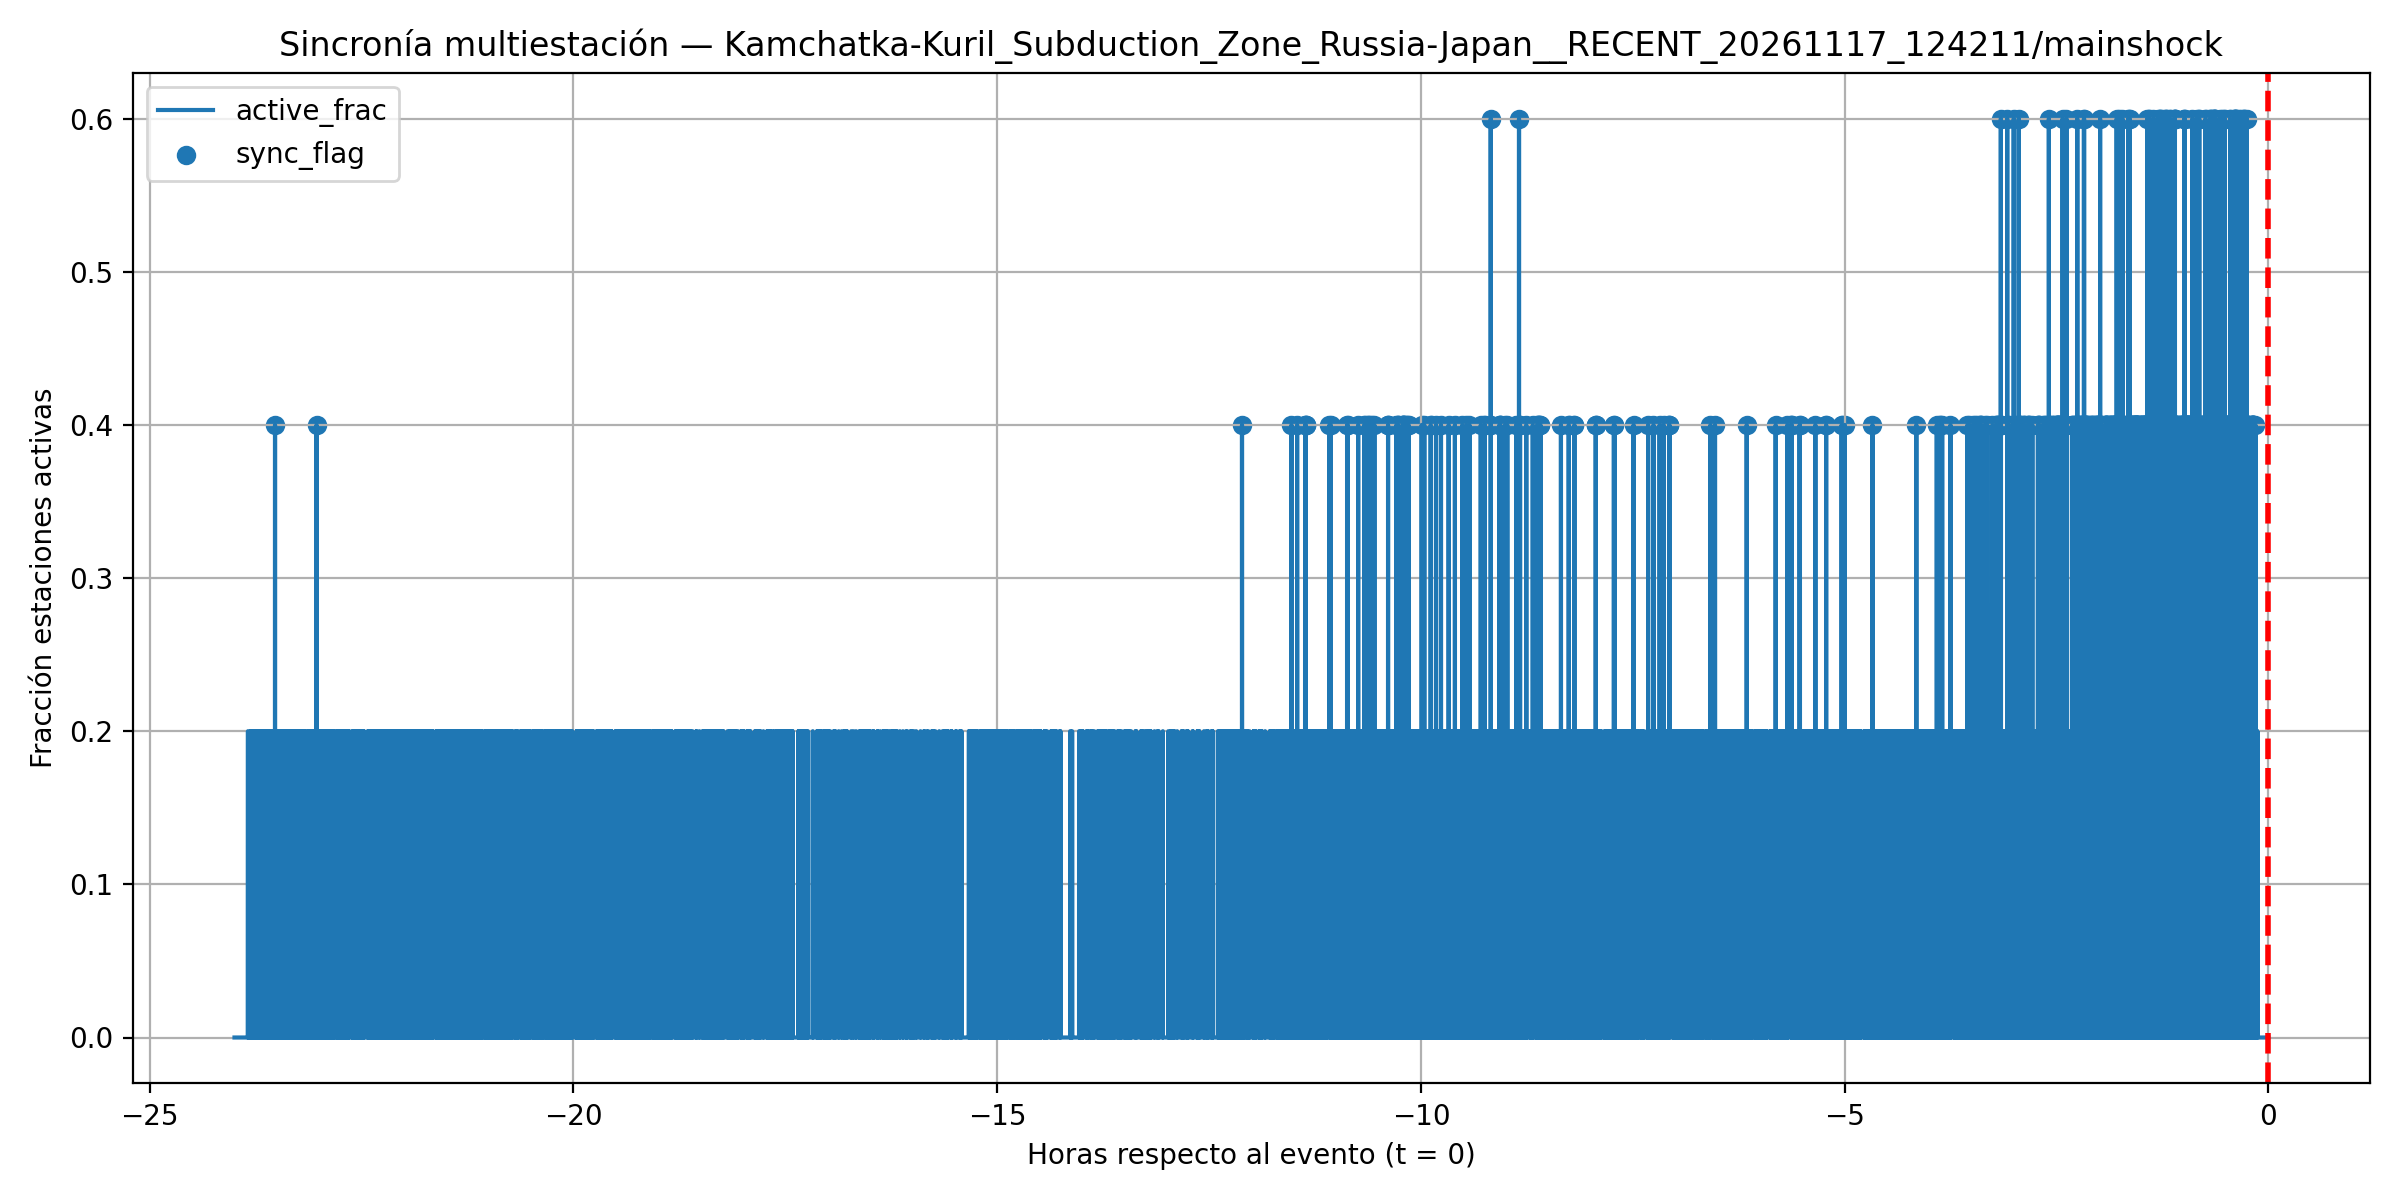 Sincronía multiestación — Kamchatka-Kuril_Subduction_Zone_Russia-Japan__RECENT_20261117_124211/mainshock
active_frac
sync_flag
Fracción estaciones activas
0.6
0.5
0.4
0.3
0.2
0.1
0.0
−25 −20 −15 −10 −5 0
Horas respecto al evento (t = 0)